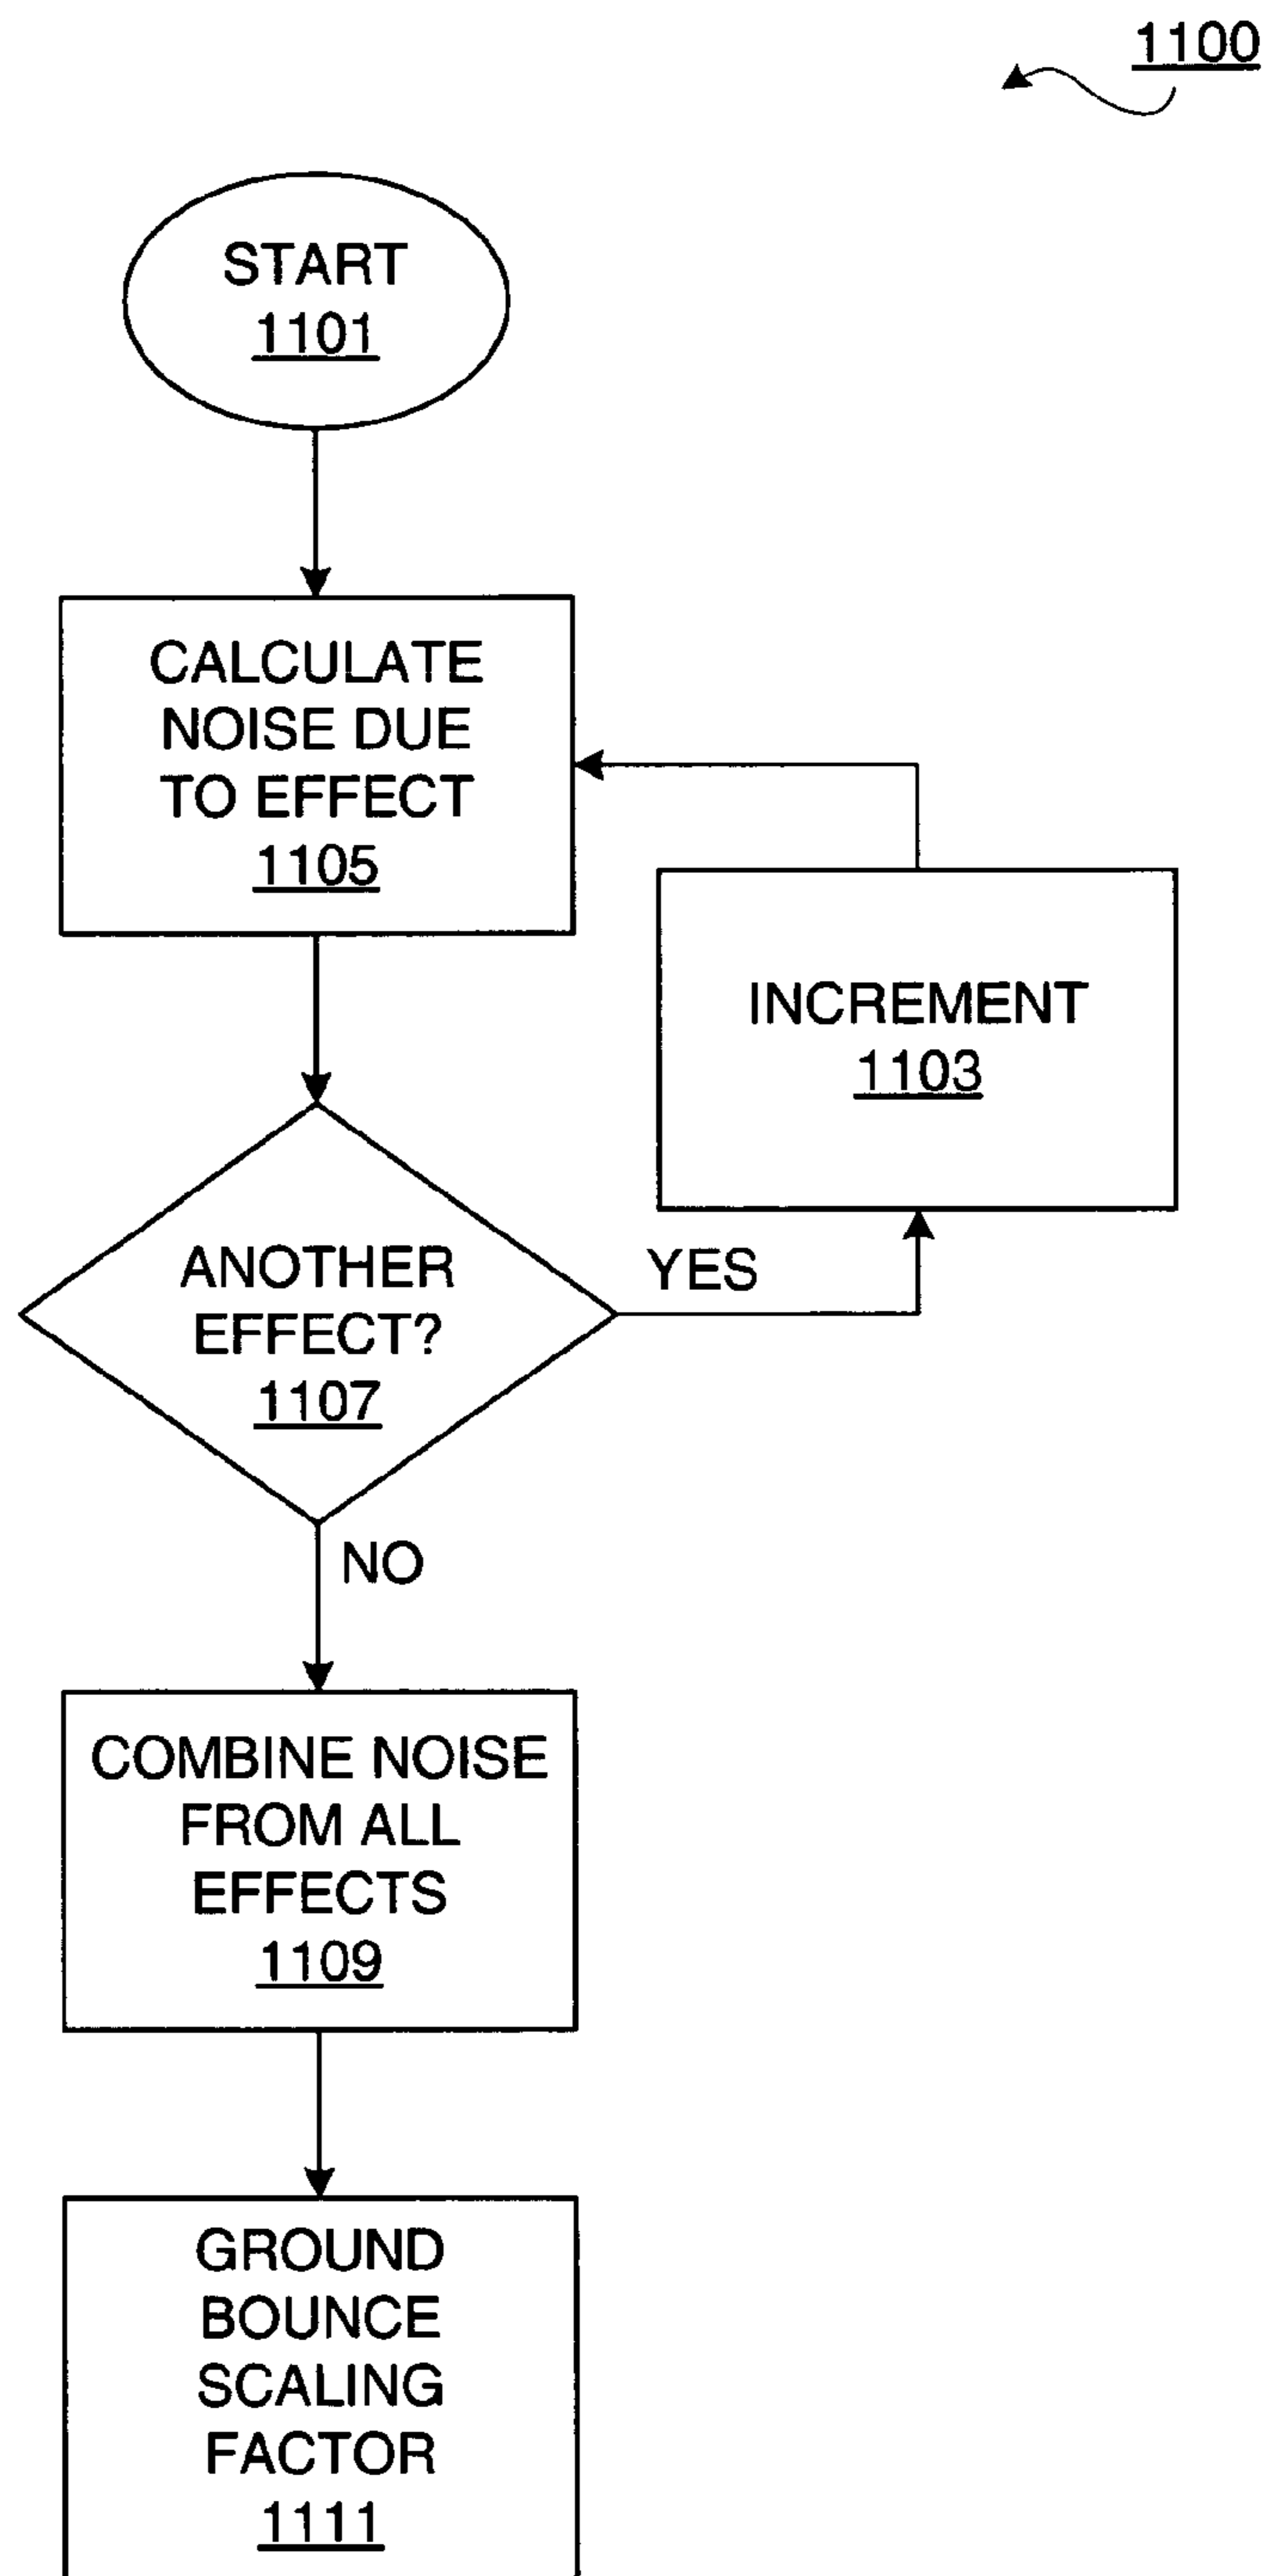 1100
START
1101
CALCULATE
NOISE DUE
TO EFFECT
1105
INCREMENT
1103
ANOTHER
EFFECT?
1107
YES
NO
COMBINE NOISE
FROM ALL
EFFECTS
1109
GROUND
BOUNCE
SCALING
FACTOR
1111